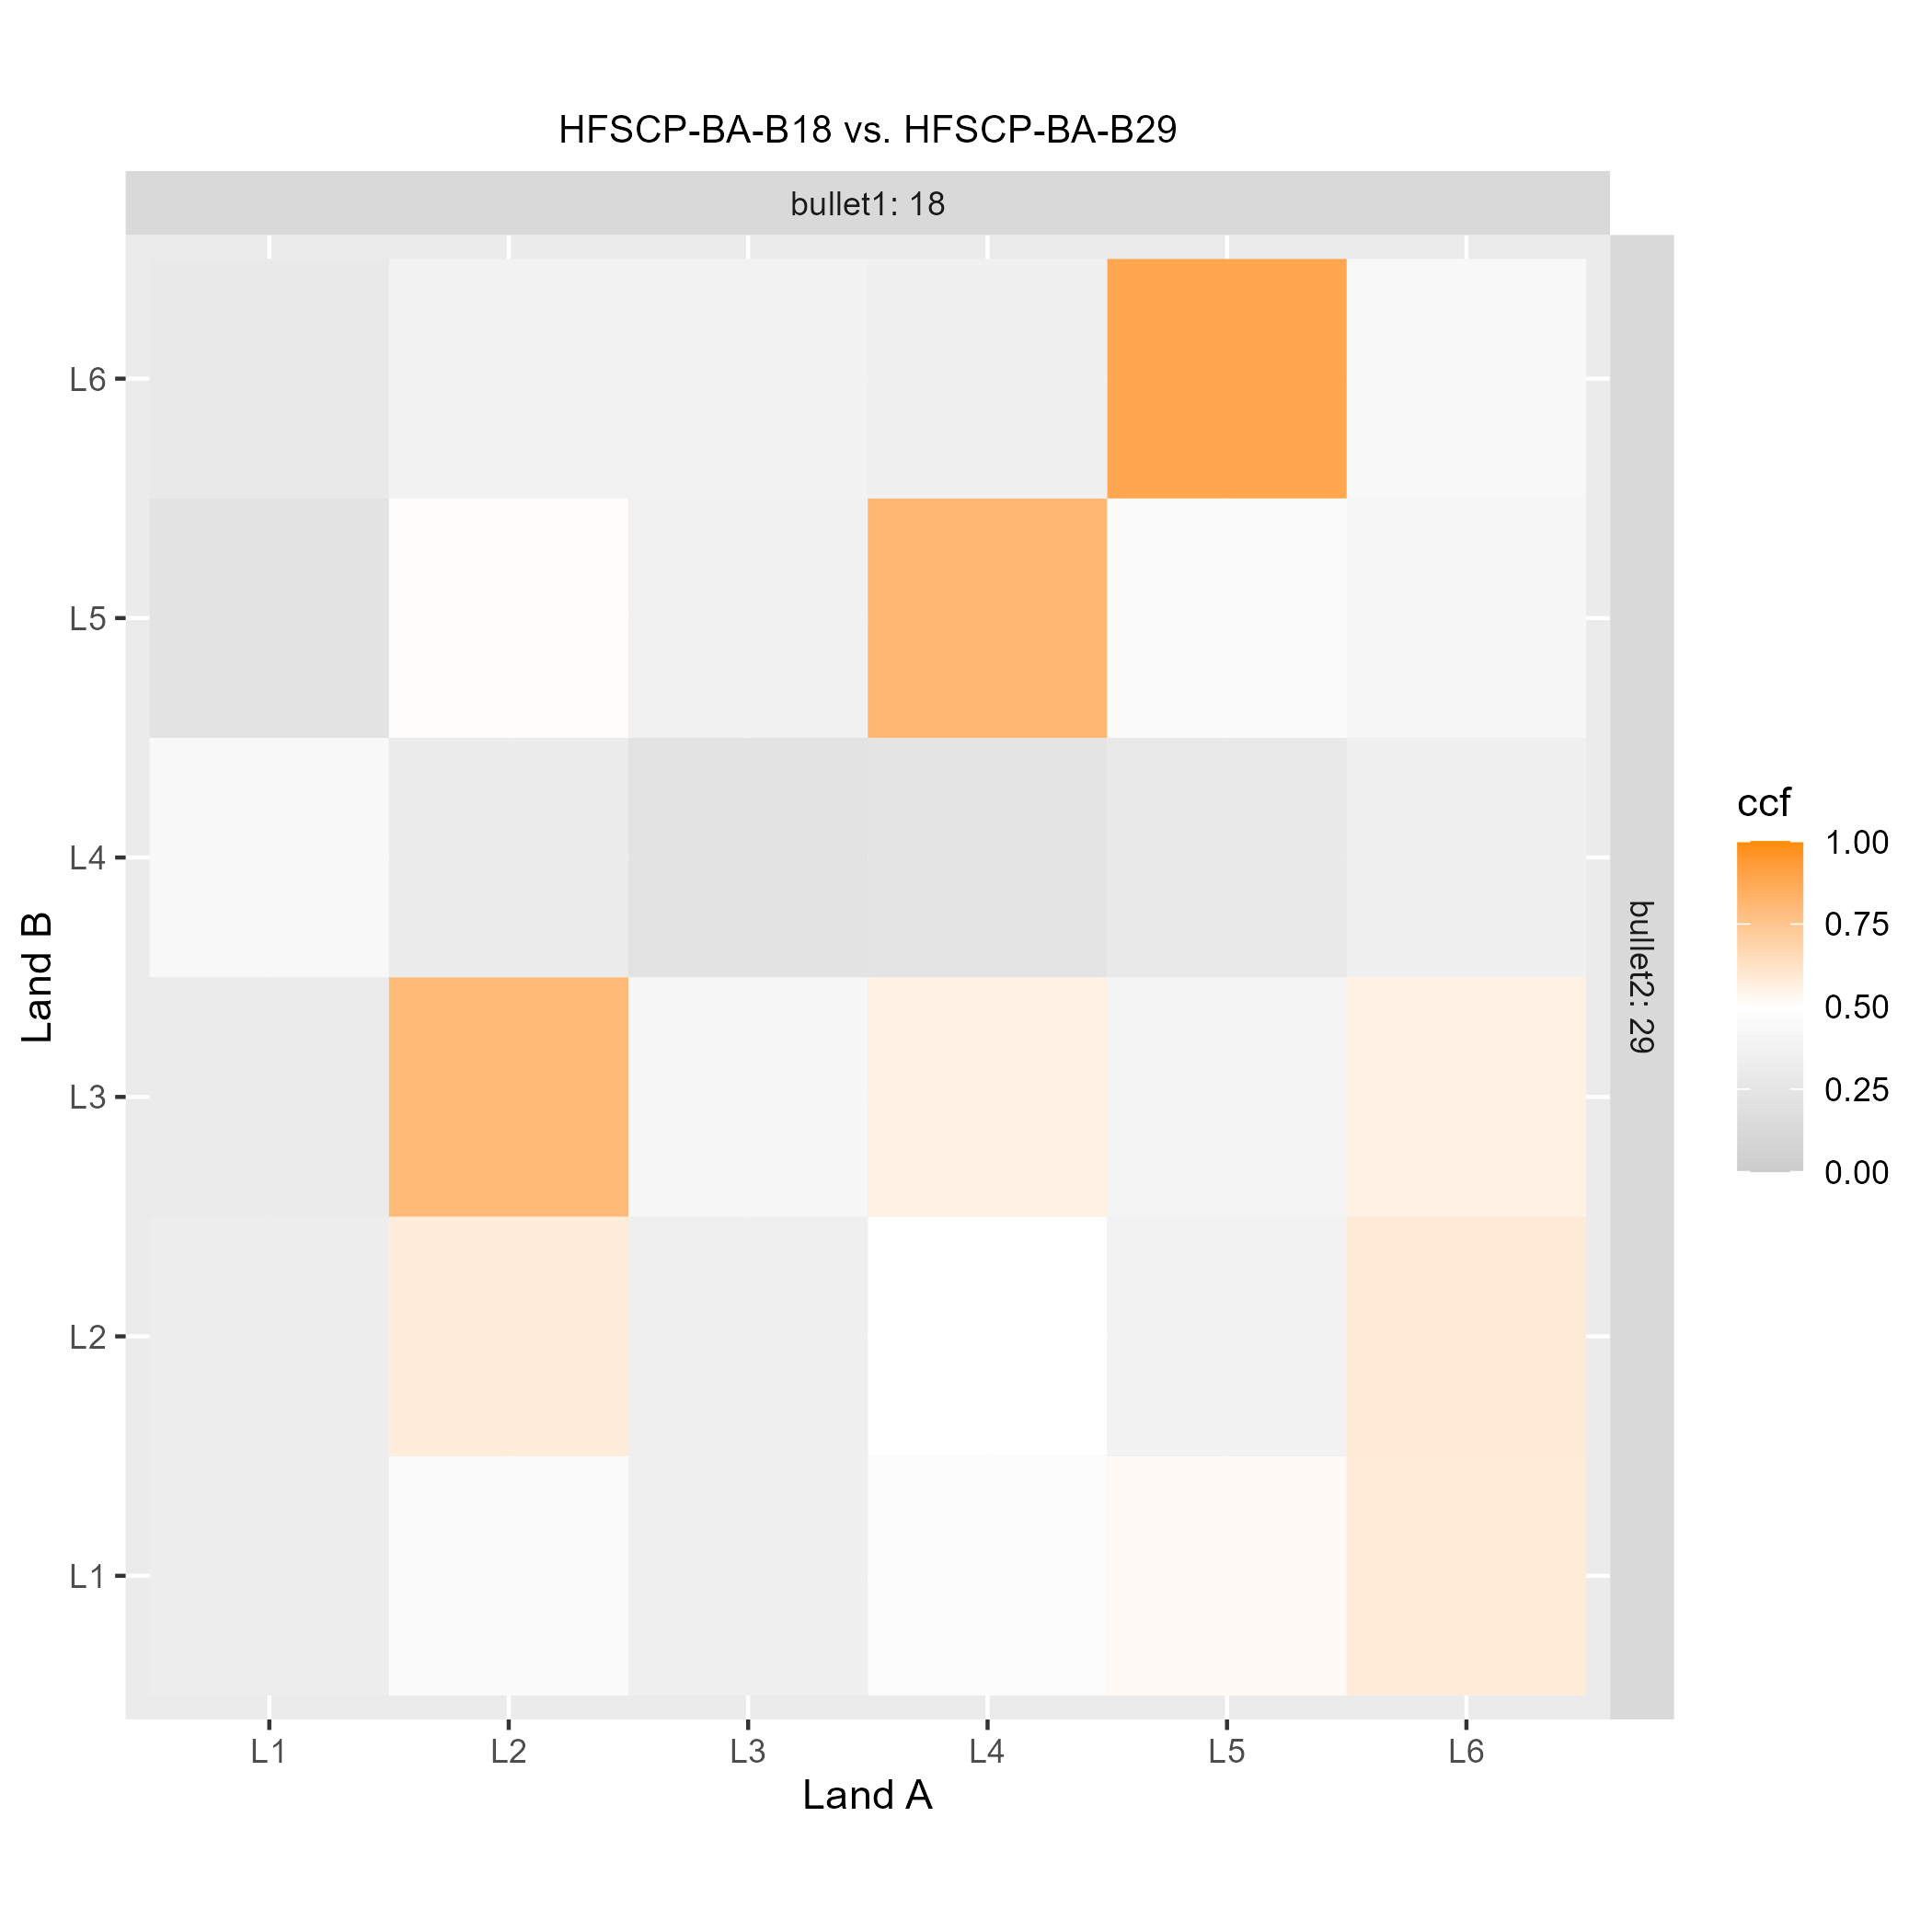 HFSCP-BA-B18 vs. HFSCP-BA-B29
bullet1: 18
L6
L5
L4
L3
L2
L1
Land B
bullet2: 29
ccf
1.00
0.75
0.50
0.25
0.00
L1
L2
L3
L4
L5
L6
Land A